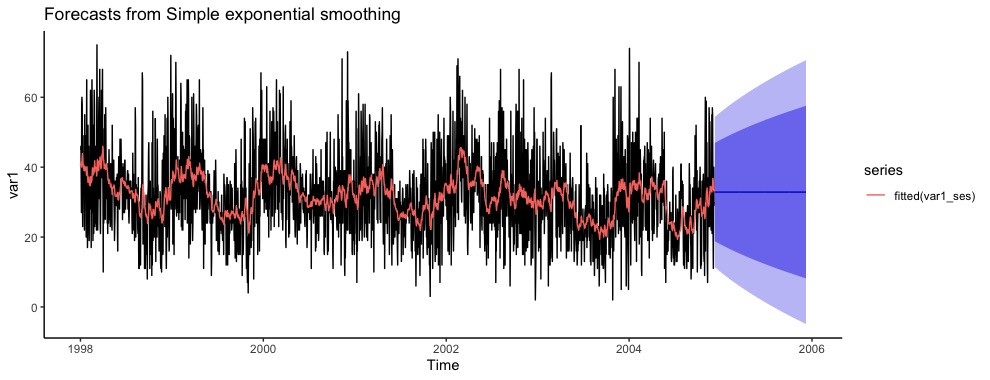 Forecasts from Simple exponential smoothing
60
40
20
0
var1
1998
2000
2002
2004
2006
Time
series
fitted(var1_ses)